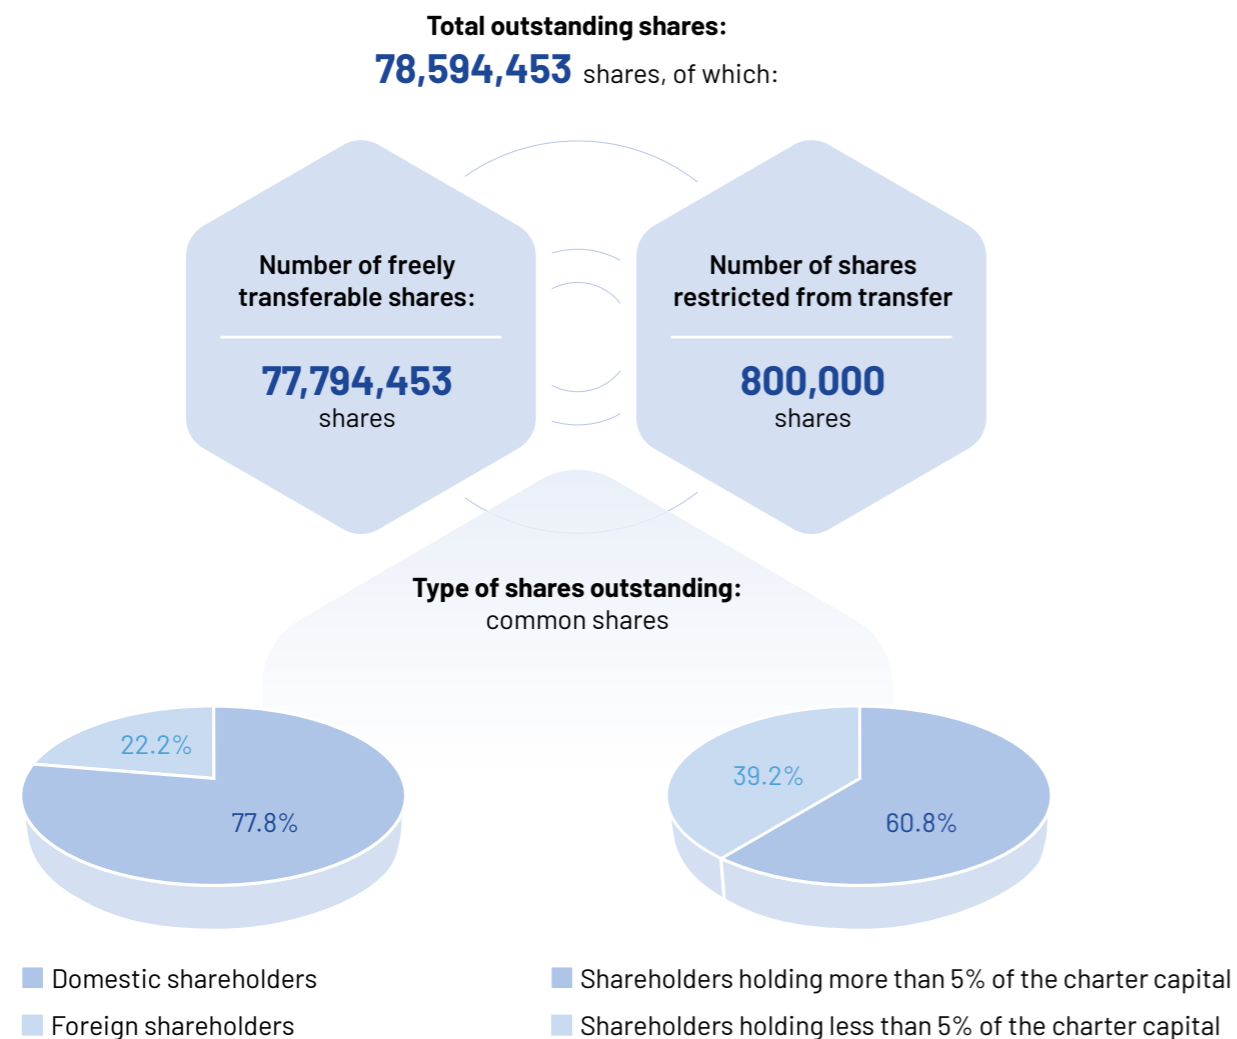 Total outstanding shares:
78,594,453 shares, of which:
Number of freely
transferable shares:
77,794,453
shares
Number of shares
restricted from transfer
800,000
shares
Type of shares outstanding:
common shares
22.2%
77.8%
39.2%
60.8%
Domestic shareholders
Foreign shareholders
Shareholders holding more than 5% of the charter capital
Shareholders holding less than 5% of the charter capital